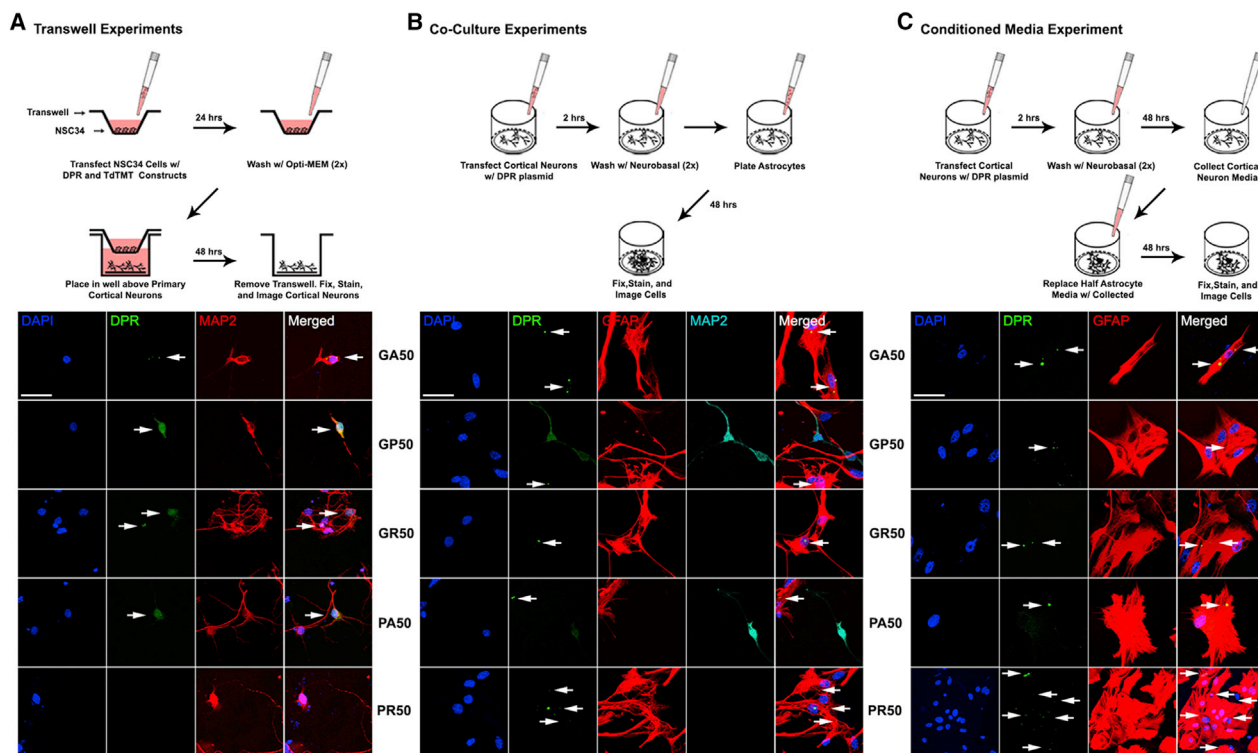 A Transwell Experiments
Transwell
NSC34
24 hrs
Transfect NSC34 Cells w/
DPR and TdTMT Constructs
Wash w/ Opti-MEM (2x)
48 hrs
Place in well above Primary
Cortical Neurons
Remove Transwell. Fix, Stain,
and Image Cortical Neurons
DAPI DPR MAP2 Merged
B Co-Culture Experiments
2 hrs
Transfect Cortical Neurons
w/ DPR plasmid
Wash w/ Neurobasal (2x)
Plate Astrocytes
48 hrs
Fix,Stain, and
Image Cells
DAPI DPR GFAP MAP2 Merged
GA50
GP50
GR50
PA50
PR50
C Conditioned Media Experiment
2 hrs
48 hrs
Transfect Cortical
Neurons w/ DPR plasmid
Wash w/ Neurobasal (2x)
Collect Cortical
Neuron Media
48 hrs
Replace Half Astrocyte
Media w/ Collected
Fix,Stain, and
Image Cells
DAPI DPR GFAP Merged
GA50
GP50
GR50
PA50
PR50